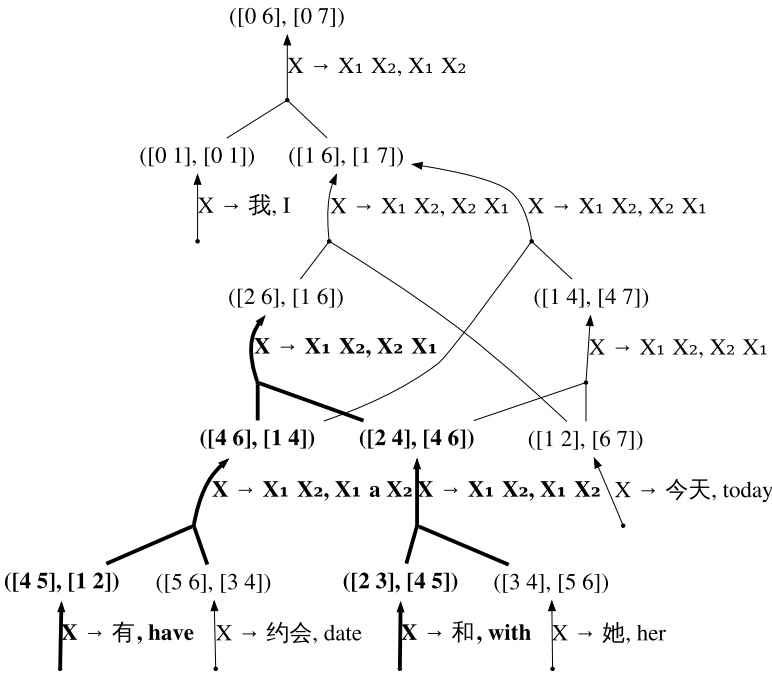 ([0 6], [0 7])
X → X₁ X₂, X₁ X₂
([0 1], [0 1]) ([1 6], [1 7])
X → 我, I X → X₁ X₂, X₂ X₁ X → X₁ X₂, X₂ X₁
([2 6], [1 6]) ([1 4], [4 7])
X → X₁ X₂, X₂ X₁ X → X₁ X₂, X₂ X₁
([4 6], [1 4]) ([2 4], [4 6]) ([1 2], [6 7])
X → X₁ X₂, X₁ a X₂ X → X₁ X₂, X₁ X₂ X → 今天, today
([4 5], [1 2]) ([5 6], [3 4]) ([2 3], [4 5]) ([3 4], [5 6])
X → 有, have X → 约会, date X → 和, with X → 她, her